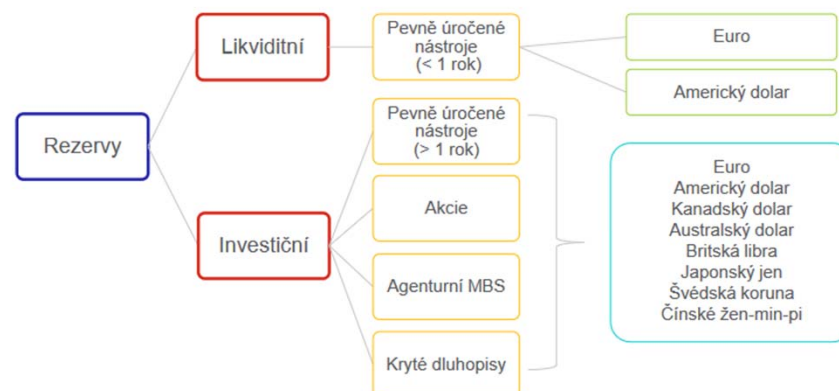 Rezervy
Likviditní
Pevně úročené
nástroje
(< 1 rok)
Euro
Americký dolar
Investiční
Pevně úročené
nástroje
(> 1 rok)
Akcie
Agenturní MBS
Kryté dluhopisy
Euro
Americký dolar
Kanadský dolar
Australský dolar
Britská libra
Japonský jen
Švédská koruna
Čínské žen-min-pi